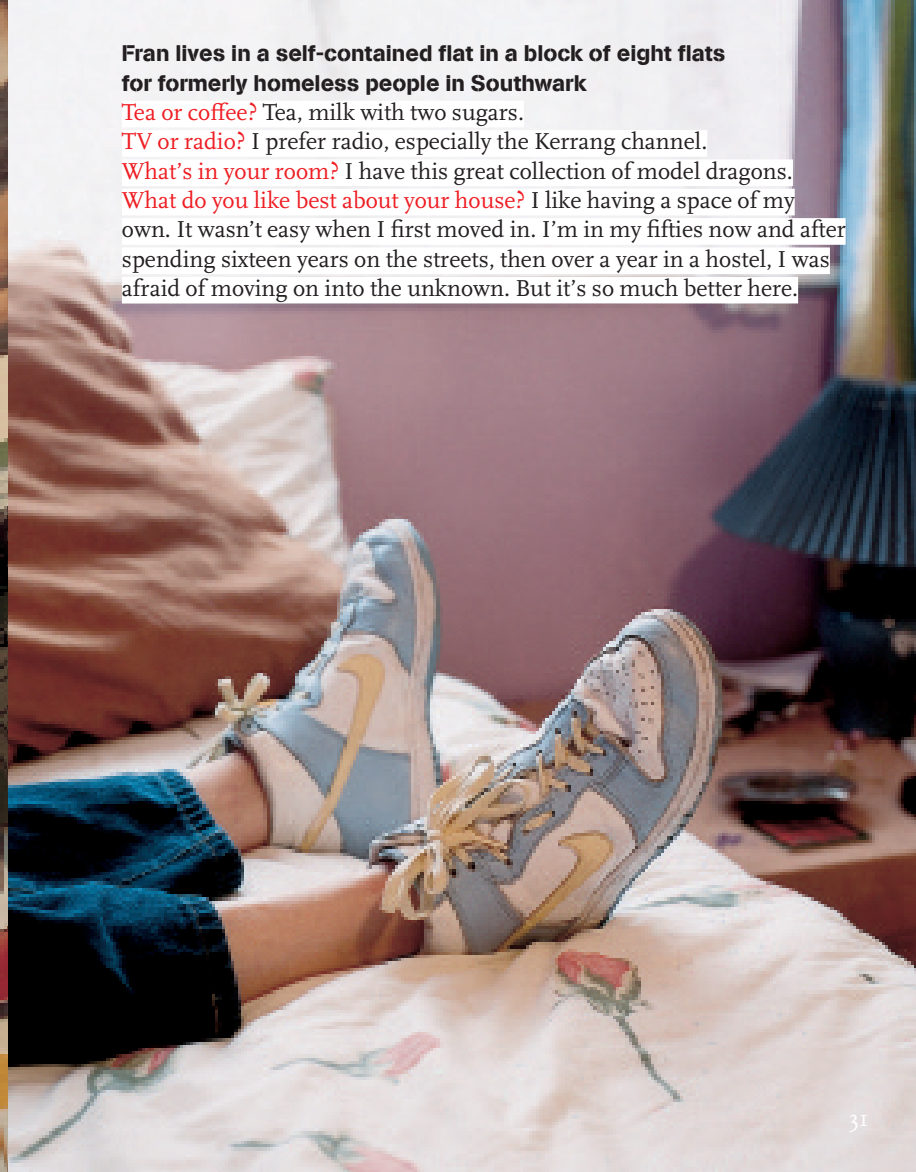 Fran lives in a self-contained flat in a block of eight flats
for formerly homeless people in Southwark
Tea or coffee? Tea, milk with two sugars.
TV or radio? I prefer radio, especially the Kerrang channel.
What’s in your room? I have this great collection of model dragons.
What do you like best about your house? I like having a space of my
own. It wasn’t easy when I first moved in. I’m in my fifties now and after
spending sixteen years on the streets, then over a year in a hostel, I was
afraid of moving on into the unknown. But it’s so much better here.
31